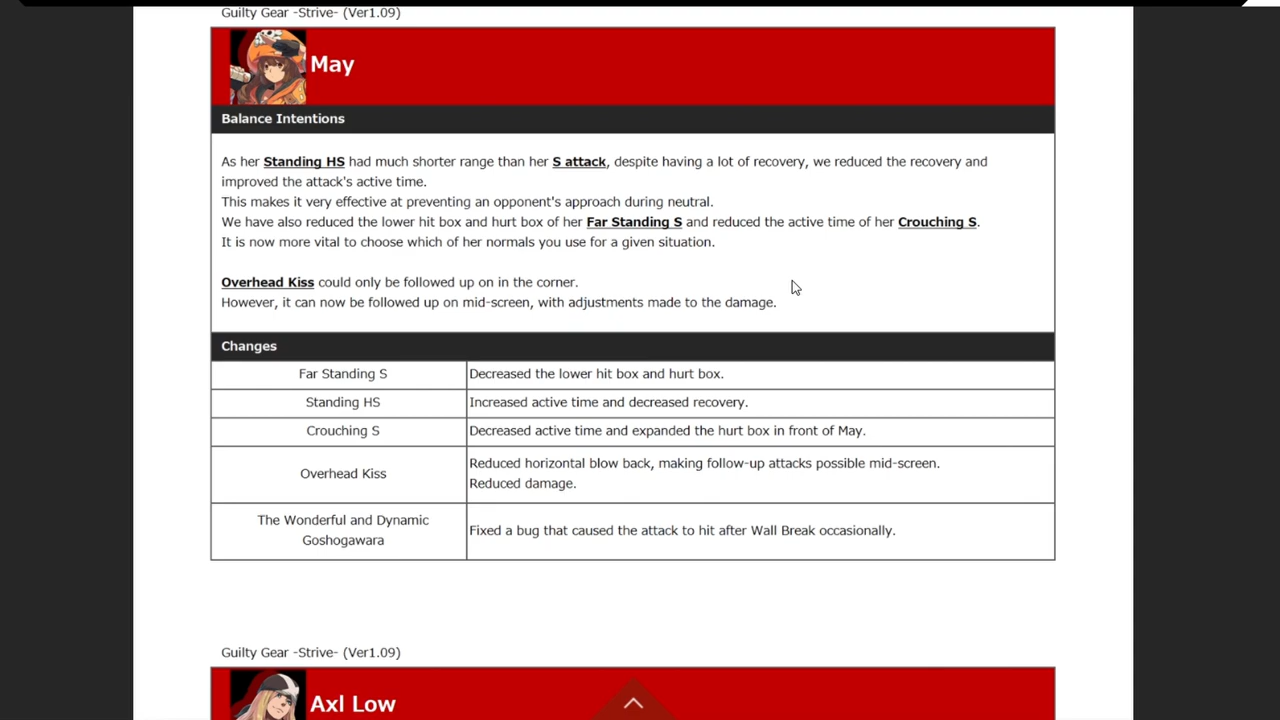 Guilty Gear -Strive- (Ver1.09)
May
Balance Intentions
As her Standing HS had much shorter range than her S attack, despite having a lot of recovery, we reduced the recovery and
improved the attack's active time.
This makes it very effective at preventing an opponent's approach during neutral.
We have also reduced the lower hit box and hurt box of her Far Standing S and reduced the active time of her Crouching S.
It is now more vital to choose which of her normals you use for a given situation.
Overhead Kiss could only be followed up on in the corner.
However, it can now be followed up on mid-screen, with adjustments made to the damage.
Changes
Far Standing S
Decreased the lower hit box and hurt box.
Standing HS
Increased active time and decreased recovery.
Crouching S
Decreased active time and expanded the hurt box in front of May.
Overhead Kiss
Reduced horizontal blow back, making follow-up attacks possible mid-screen.
Reduced damage.
The Wonderful and Dynamic
Goshogawara
Fixed a bug that caused the attack to hit after Wall Break occasionally.
Guilty Gear -Strive- (Ver1.09)
Axl Low